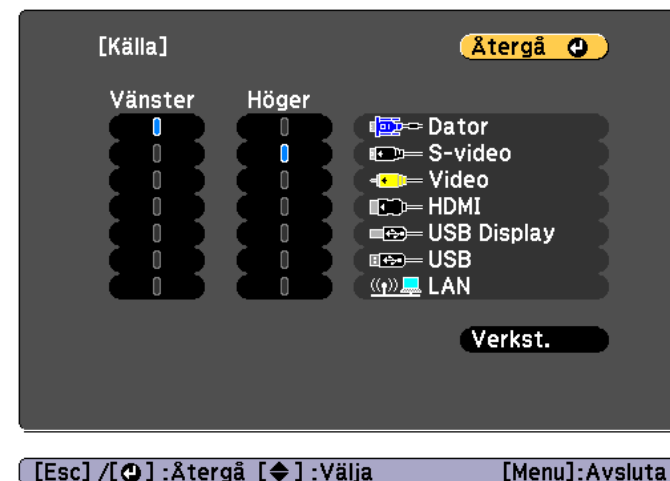 [Källa]
Återgå
Vänster Höger
Dator
S-video
Video
HDMI
USB Display
USB
LAN
Verkst.
[Esc] /[ ] :Återgå [ ] :Välja [Menu]:Avsluta